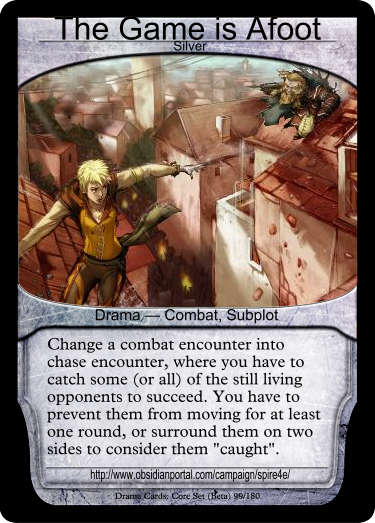 The Game is Afoot
Silver
Drama — Combat, Subplot
Change a combat encounter into
chase encounter, where you have to
catch some (or all) of the still living
opponents to succeed. You have to
prevent them from moving for at least
one round, or surround them on two
sides to consider them "caught".
http://www.obsidianportal.com/campaign/spire4e/
Drama Cards: Core Set (Beta) 99/180